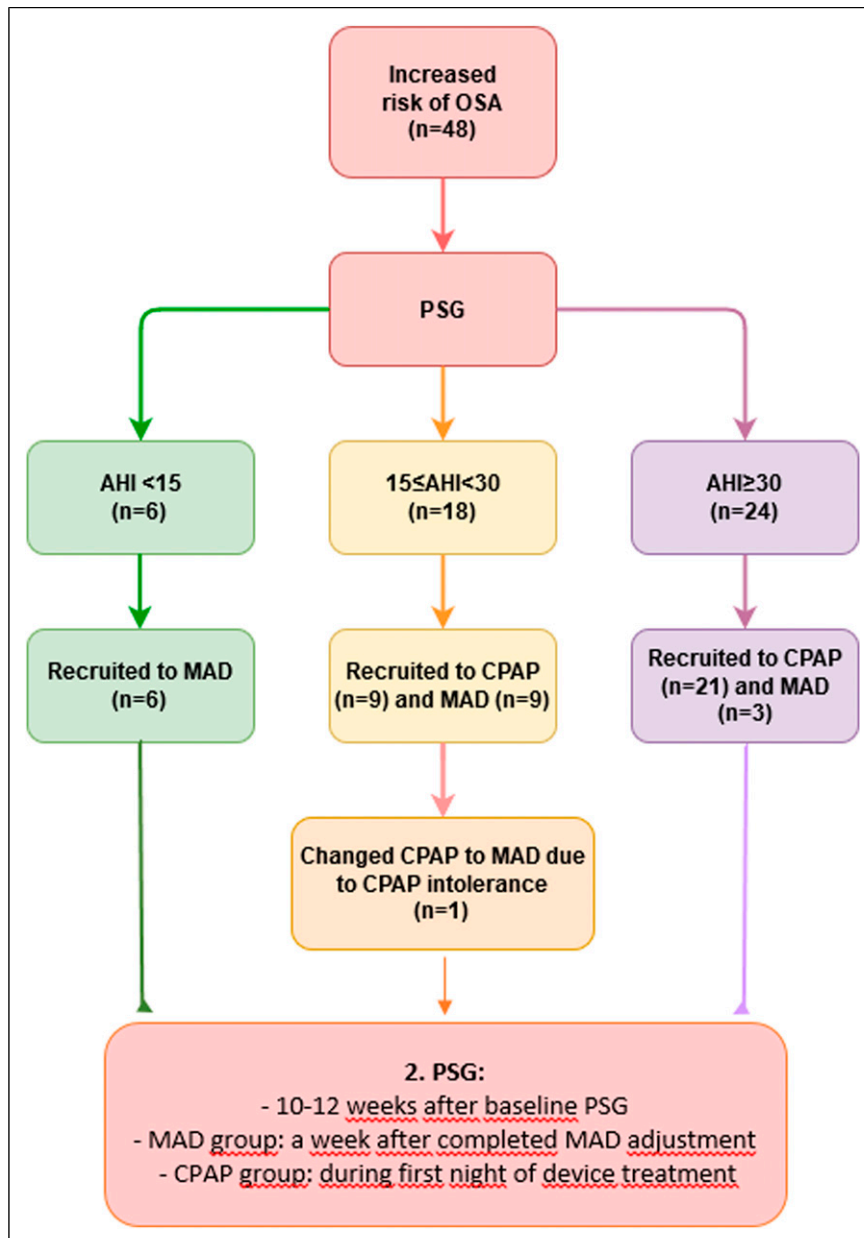 Increased
risk of OSA
(n=48)
PSG
AHI <15
(n=6)
15≤AHI<30
(n=18)
AHI≥30
(n=24)
Recruited to MAD
(n=6)
Recruited to CPAP
(n=9) and MAD (n=9)
Recruited to CPAP
(n=21) and MAD
(n=3)
Changed CPAP to MAD due
to CPAP intolerance
(n=1)
2. PSG:
- 10-12 weeks after baseline PSG
- MAD group: a week after completed MAD adjustment
- CPAP group: during first night of device treatment